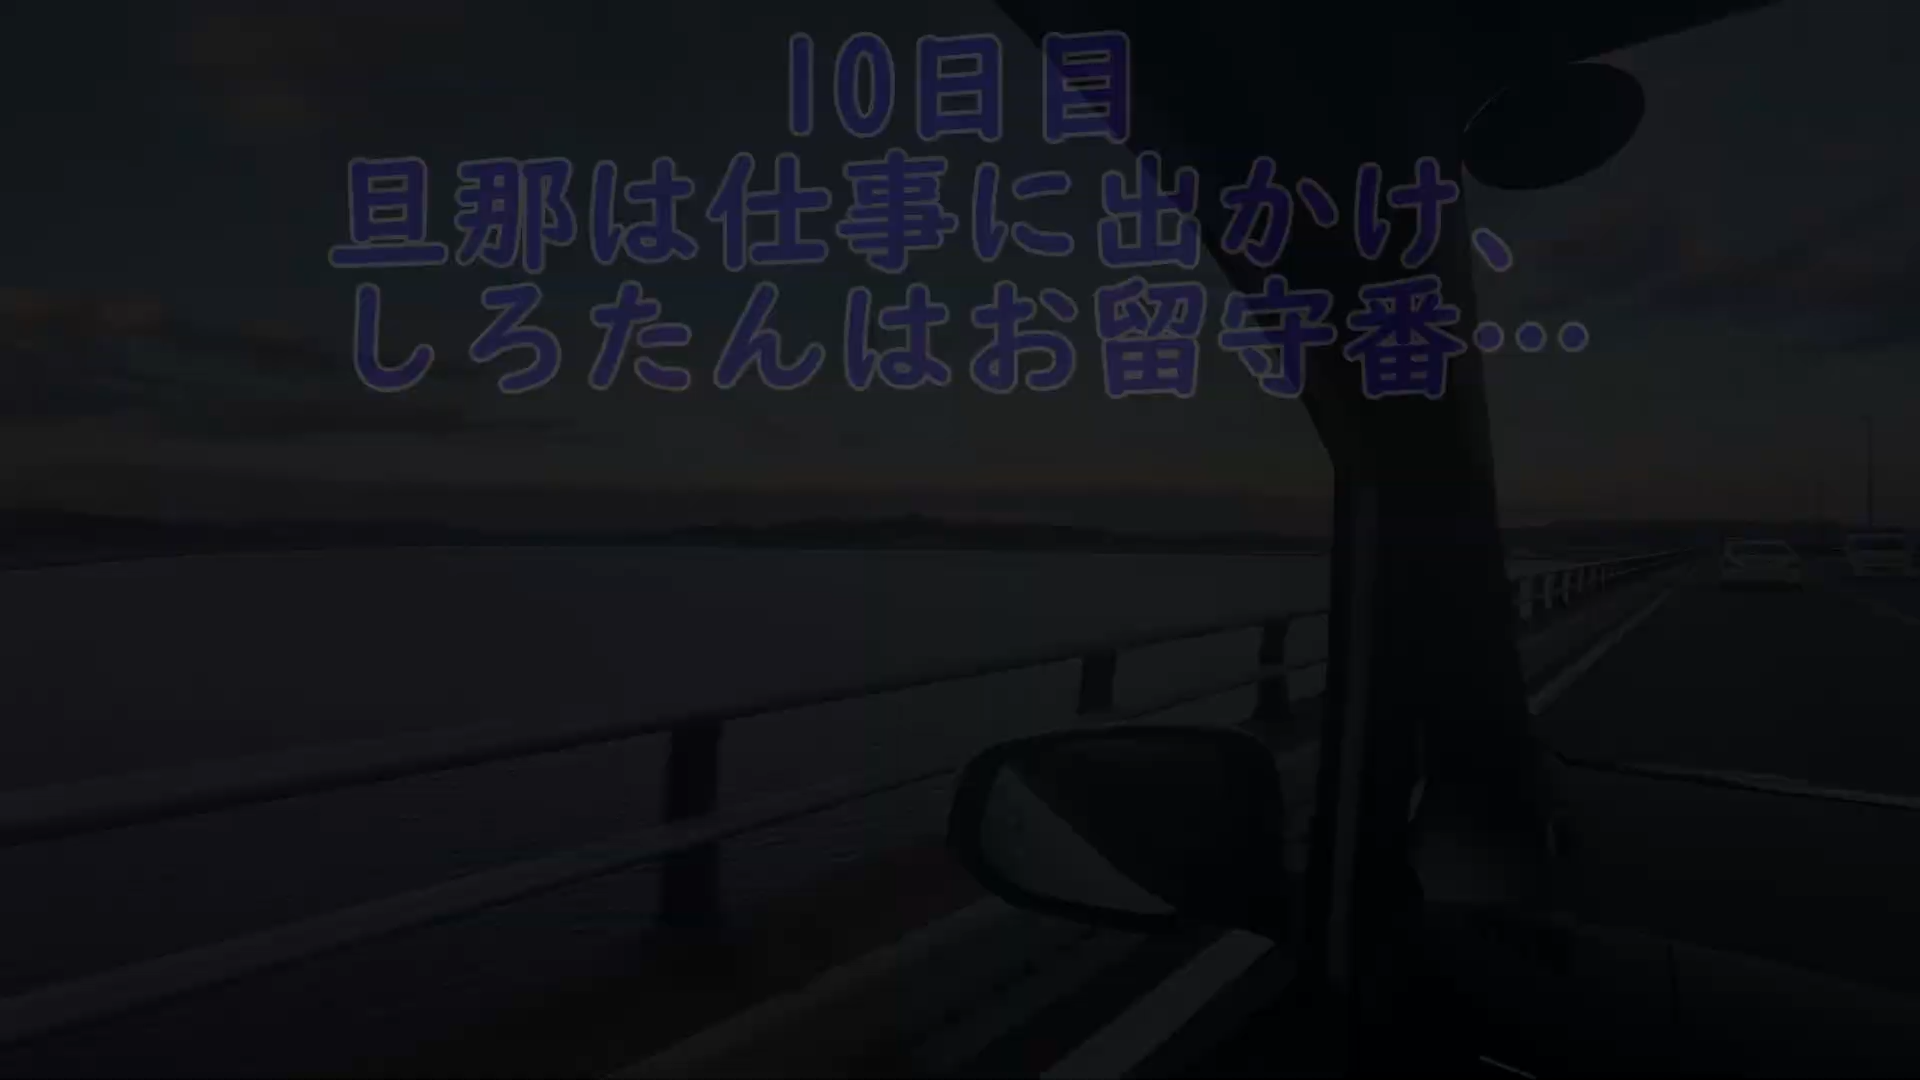 10日目
旦那は仕事に出かけ、
しろたんはお留守番…